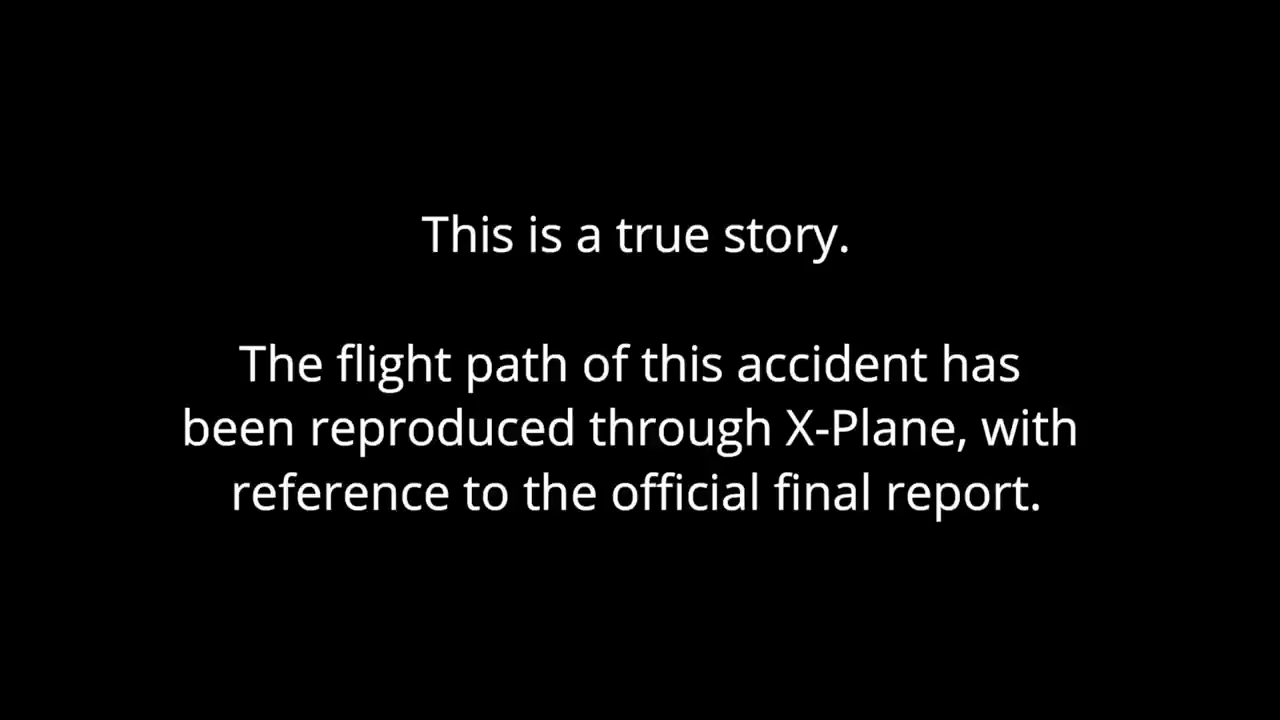 This is a true story.
The flight path of this accident has
been reproduced through X-Plane, with
reference to the official final report.